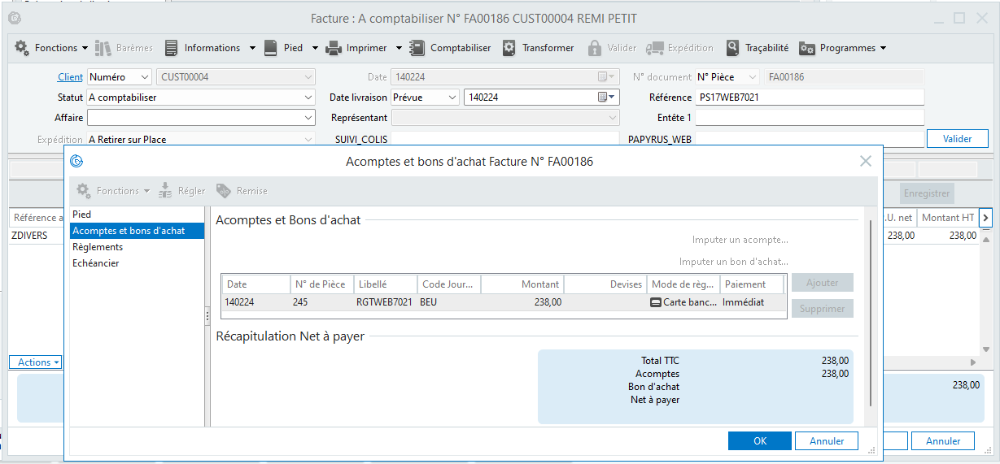 Facture : A comptabiliser N° FA00186 CUST00004 REMI PETIT
Fonctions Barèmes Informations Pied Imprimer Comptabiliser Transformer Valider Expédition Traçabilité Programmes
Client Numéro CUST00004 Date 140224 N° document N° Pièce FA00186
Statut A comptabiliser Date livraison Prévue 140224 Référence PS17WEB7021
Affaire Représentant Entête 1
Expédition A Retirer sur Place SUIVI_COLIS PAPYRUS_WEB Valider
Acomptes et bons d'achat Facture N° FA00186
Fonctions Régler Remise Enregistrer
Référence a .U. net Montant HT
ZDIVERS 238,00 238,00
Pied
Acomptes et bons d'achat
Règlements
Echéancier
Acomptes et Bons d'achat
Imputer un acompte...
Imputer un bon d'achat...
Date N° de Pièce Libellé Code Jour... Montant Devises Mode de règ... Paiement Ajouter
140224 245 RGTWEB7021 BEU 238,00 Carte banc... Immédiat Supprimer
Récapitulation Net à payer
Total TTC 238,00
Acomptes 238,00
Bon d'achat
Net à payer
Actions
238,00
OK Annuler
Annuler